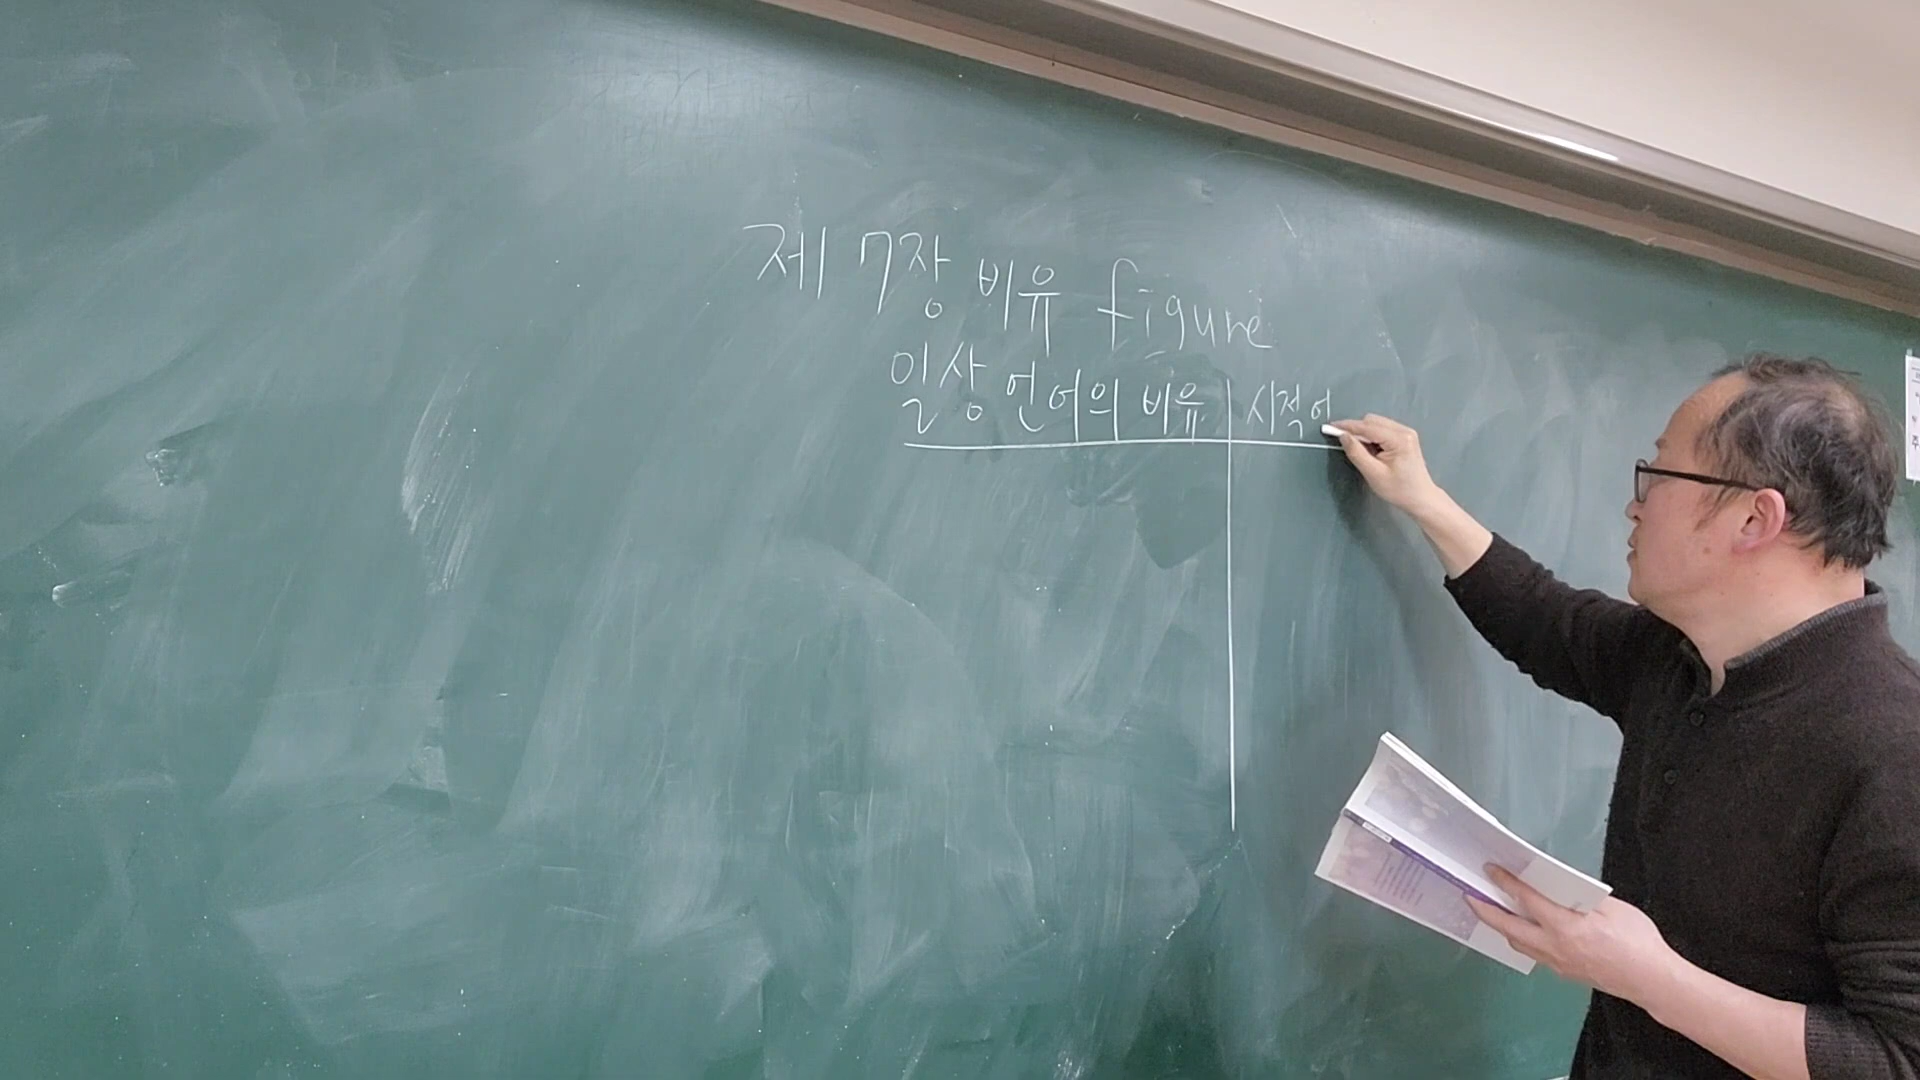 제 7장 비유 figure
일상 언어의 비유 시적 어